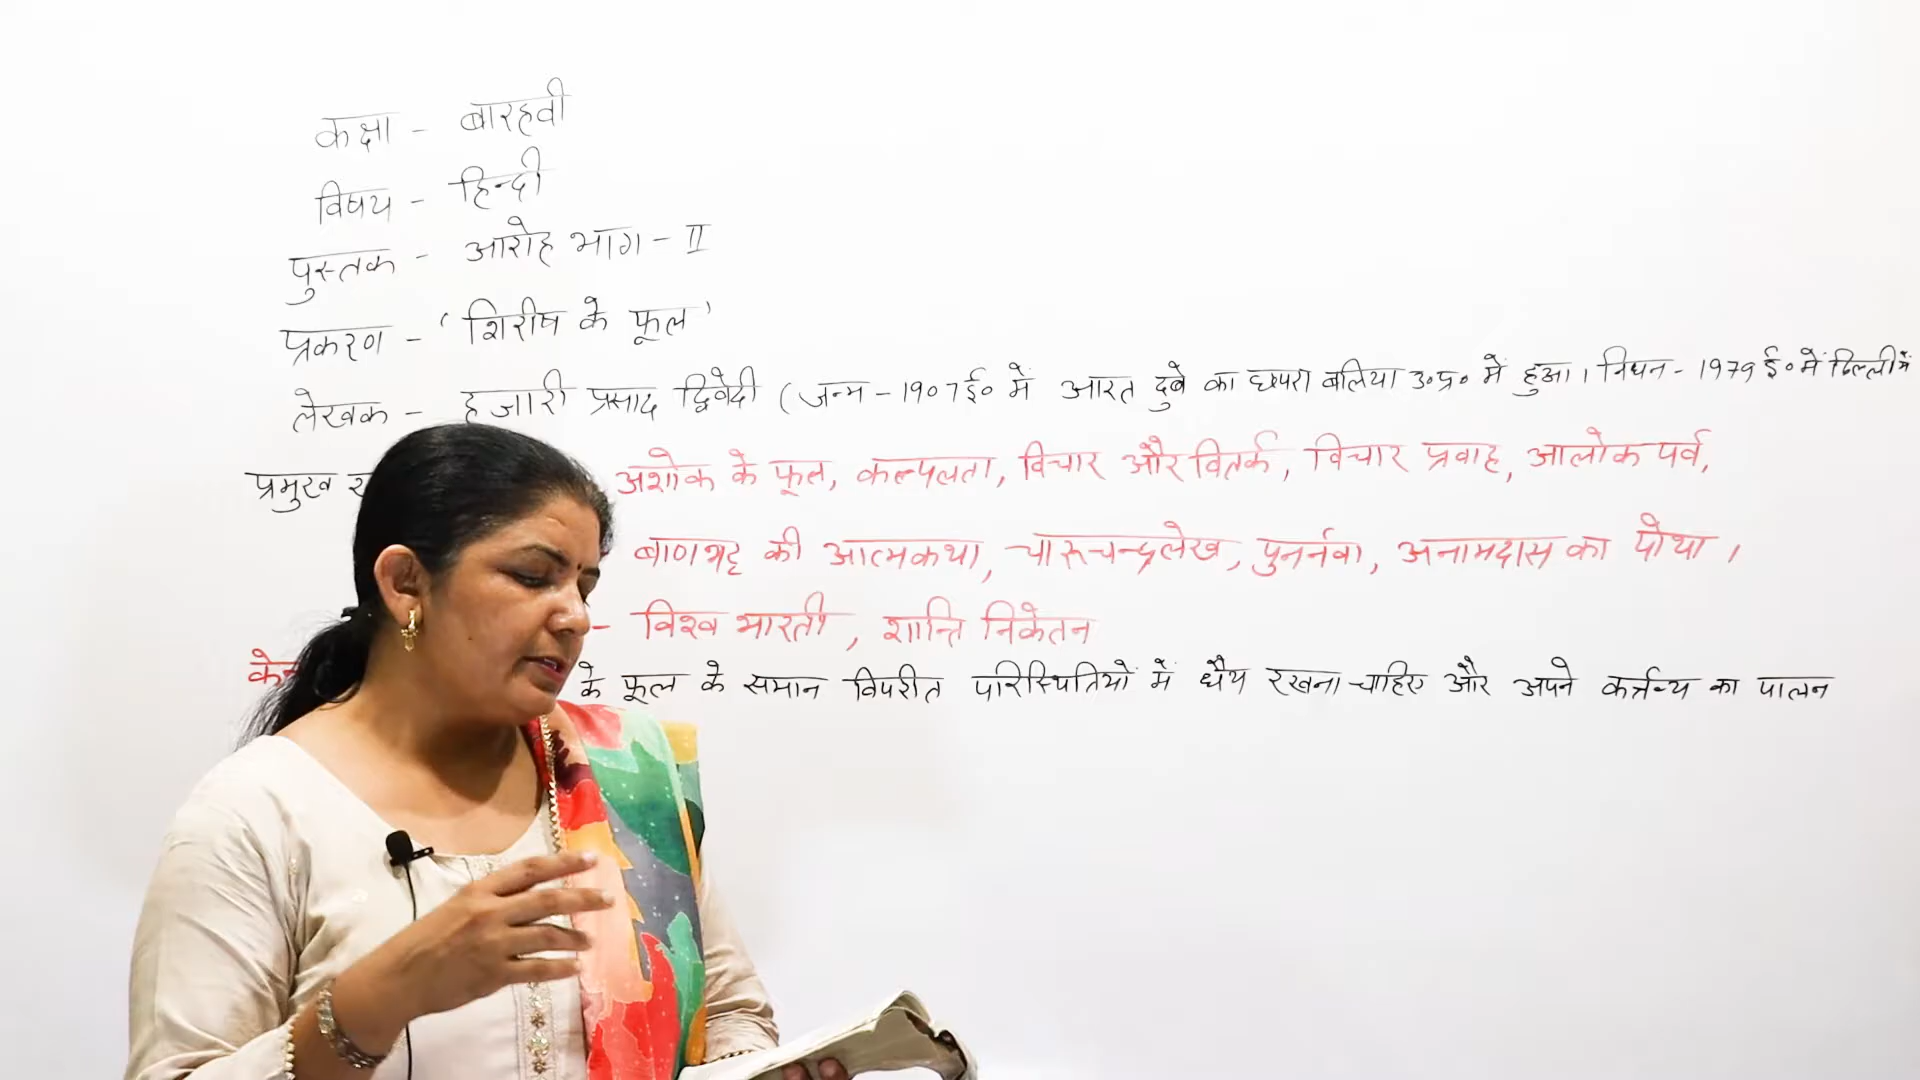 कक्षा - बारहवी
विषय - हिन्दी
पुस्तक - आरोह भाग - II
प्रकरण - ' शिरीष के फूल '
लेखक - हजारी प्रसाद द्विवेदी ( जन्म - 1907 ई० में आरत दुबे का छपरा बलिया उ०प्र० में हुआ । निधन - 1979 ई० में दिल्ली में
प्रमुख अशोक के फूल, कल्पलता, विचार और वितर्क, विचार प्रवाह, आलोक पर्व,
बाणभट्ट की आत्मकथा, चारूचन्द्रलेख, पुनर्नवा, अनामदास का पोथा ।
- विश्व भारती, शान्ति निकेतन
के फूल के समान विपरीत परिस्थितियों में धैर्य रखना चाहिए और अपने कर्त्तव्य का पालन